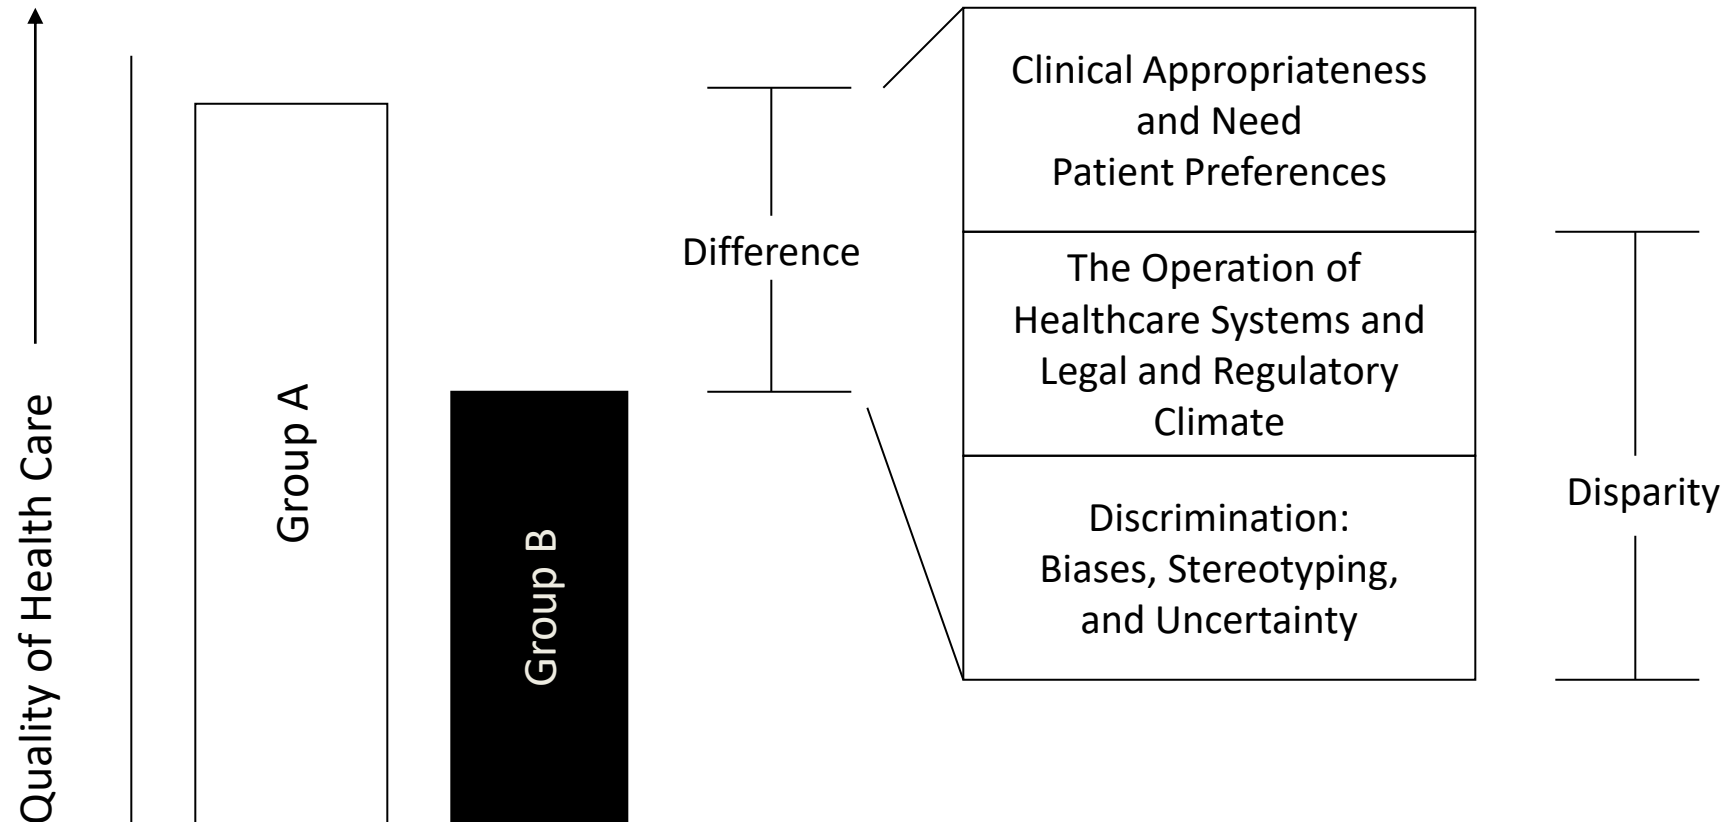 Quality of Health Care
Group A
Group B
Difference
Clinical Appropriateness
and Need
Patient Preferences
The Operation of
Healthcare Systems and
Legal and Regulatory
Climate
Discrimination:
Biases, Stereotyping,
and Uncertainty
Disparity